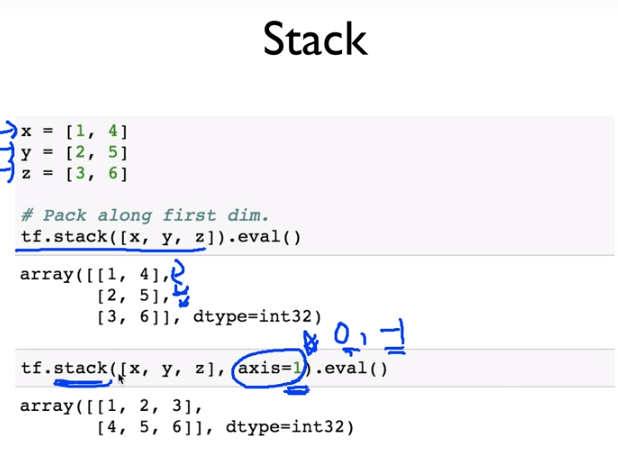 Stack
x = [1, 4]
y = [2, 5]
z = [3, 6]
# Pack along first dim.
tf.stack([x, y, z]).eval()
array([[1, 4],
[2, 5],
[3, 6]], dtype=int32)
0, -1
tf.stack([x, y, z], axis=1).eval()
array([[1, 2, 3],
[4, 5, 6]], dtype=int32)